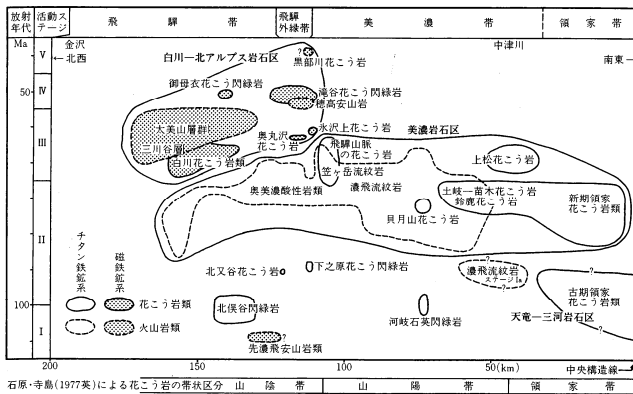 放射年代
活動ステージ
飛騨帯
飛騨外縁帯
美濃帯
領家帯
Ma
金沢
北西
白川—北アルプス岩石区
中津川
南東
V
黒部川花こう岩
御母衣花こう閃緑岩
滝谷花こう閃緑岩
穂高安山岩
50
IV
太美山層群
奥丸沢花こう岩
氷沢上花こう岩
美濃岩石区
三川谷層
白川花こう岩類
III
飛騨山脈の花こう岩
笠ヶ岳流紋岩
上松花こう岩
奥美濃酸性岩類
濃飛流紋岩
土岐—苗木花こう岩
鈴鹿花こう岩
新期領家花こう岩類
貝月山花こう岩
II
チタン鉄鉱系
磁鉄鉱系
北又谷花こう岩
下之原花こう閃緑岩
濃飛流紋岩
ステージIa
?
古期領家花こう岩類
花こう岩類
火山岩類
100
I
北俣谷閃緑岩
河岐石英閃緑岩
天竜—三河岩石区
先濃飛安山岩類
?
200
150
100
50(km)
0
中央構造線
石原・寺島(1977英)による花こう岩の帯状区分
山陰帯
山陽帯
領家帯